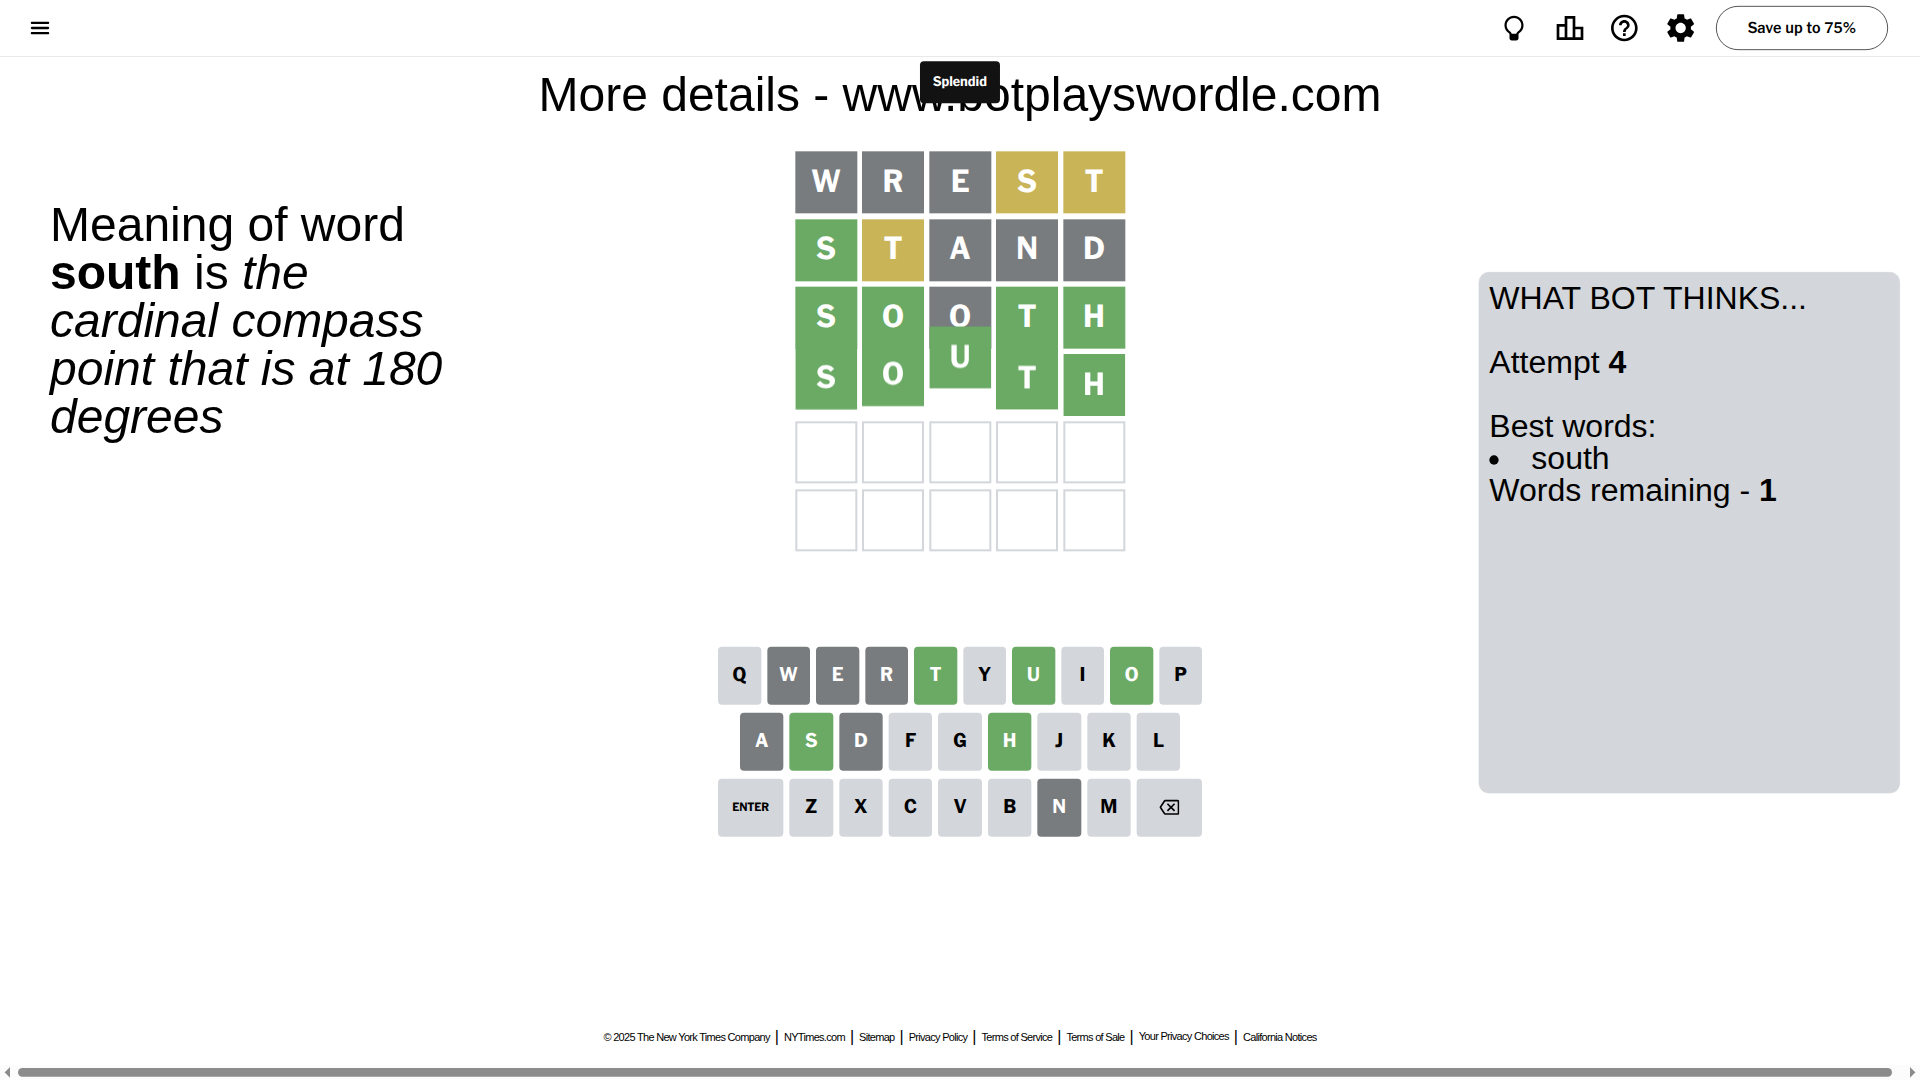 Save up to 75%
Splendid
More details - www.botplayswordle.com
Meaning of word
south is the
cardinal compass
point that is at 180
degrees
W R E S T
S T A N D
S O O T H
S O U T H
WHAT BOT THINKS...
Attempt 4
Best words:
• south
Words remaining - 1
Q W E R T Y U I O P
A S D F G H J K L
ENTER Z X C V B N M
© 2025 The New York Times Company | NYTimes.com | Sitemap | Privacy Policy | Terms of Service | Terms of Sale | Your Privacy Choices | California Notices